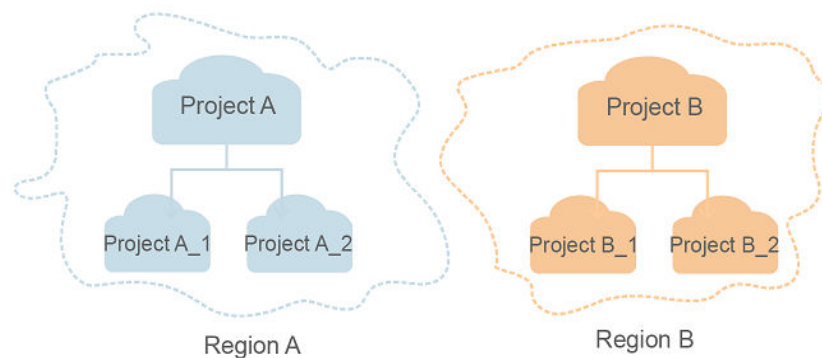 Project A
Project A_1
Project A_2
Region A
Project B
Project B_1
Project B_2
Region B